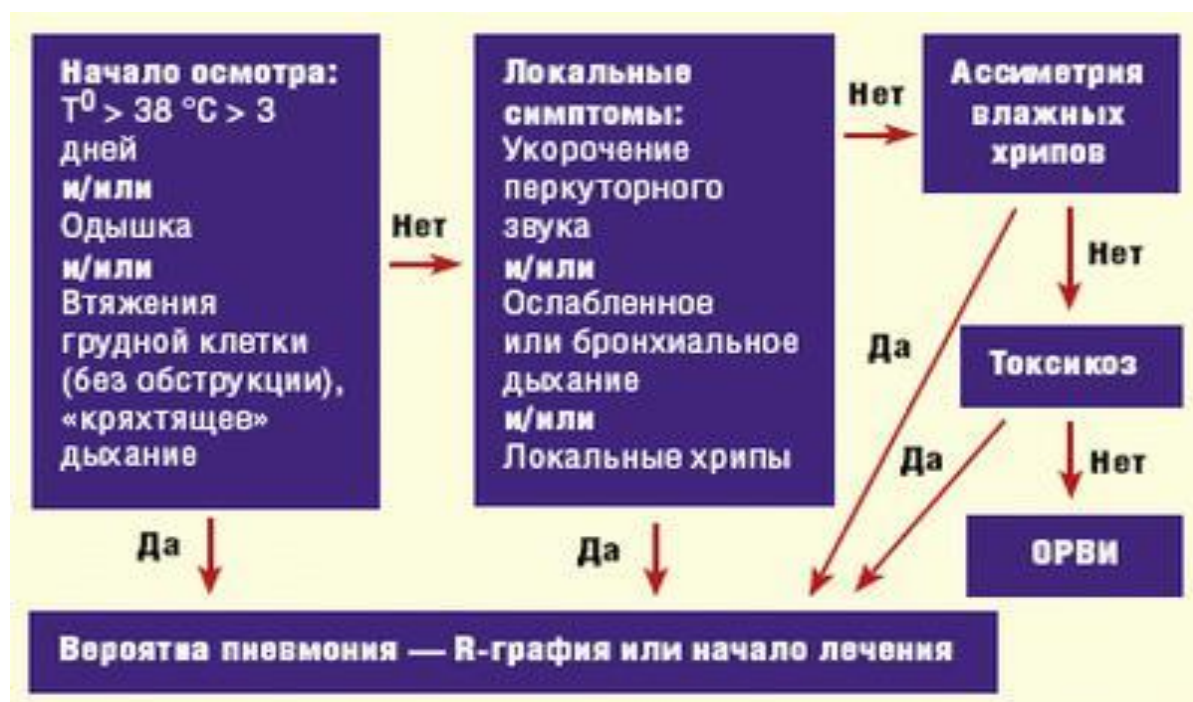 Начало осмотра:
T⁰ > 38 °C > 3
дней
и/или
Одышка
и/или
Втяжения
грудной клетки
(без обструкции),
«кряхтящее»
дыхание
Нет
Да
Локальные
симптомы:
Укорочение
перкуторного
звука
и/или
Ослабленное
или бронхиальное
дыхание
и/или
Локальные хрипы
Нет
Да
Ассиметрия
влажных
хрипов
Нет
Да
Токсикоз
Да
Нет
ОРВИ
Вероятна пневмония — R-графия или начало лечения